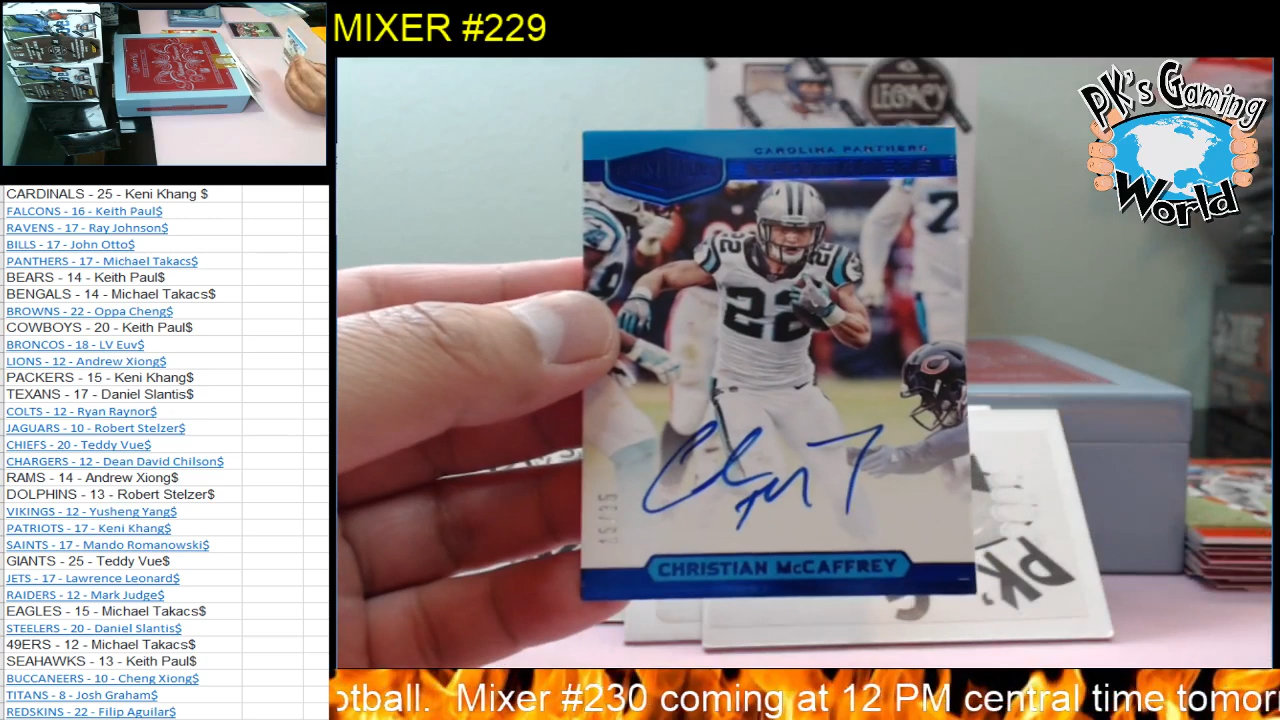 MIXER #229
CARDINALS - 25 - Keni Khang $
FALCONS - 16 - Keith Paul$
RAVENS - 17 - Ray Johnson$
BILLS - 17 - John Otto$
PANTHERS - 17 - Michael Takacs$
BEARS - 14 - Keith Paul$
BENGALS - 14 - Michael Takacs$
BROWNS - 22 - Oppa Cheng$
COWBOYS - 20 - Keith Paul$
BRONCOS - 18 - LV Euv$
LIONS - 12 - Andrew Xiong$
PACKERS - 15 - Keni Khang$
TEXANS - 17 - Daniel Slantis$
COLTS - 12 - Ryan Raynor$
JAGUARS - 10 - Robert Stelzer$
CHIEFS - 20 - Teddy Vue$
CHARGERS - 12 - Dean David Chilson$
RAMS - 14 - Andrew Xiong$
DOLPHINS - 13 - Robert Stelzer$
VIKINGS - 12 - Yusheng Yang$
PATRIOTS - 17 - Keni Khang$
SAINTS - 17 - Mando Romanowski$
GIANTS - 25 - Teddy Vue$
JETS - 17 - Lawrence Leonard$
RAIDERS - 12 - Mark Judge$
EAGLES - 15 - Michael Takacs$
STEELERS - 20 - Daniel Slantis$
49ERS - 12 - Michael Takacs$
SEAHAWKS - 13 - Keith Paul$
BUCCANEERS - 10 - Cheng Xiong$
TITANS - 8 - Josh Graham$
REDSKINS - 22 - Filip Aguilar$
PK's Gaming
World
LEGACY
CAROLINA PANTHERS
22
22
CHRISTIAN McCAFFREY
PK's
otball. Mixer #230 coming at 12 PM central time tomor